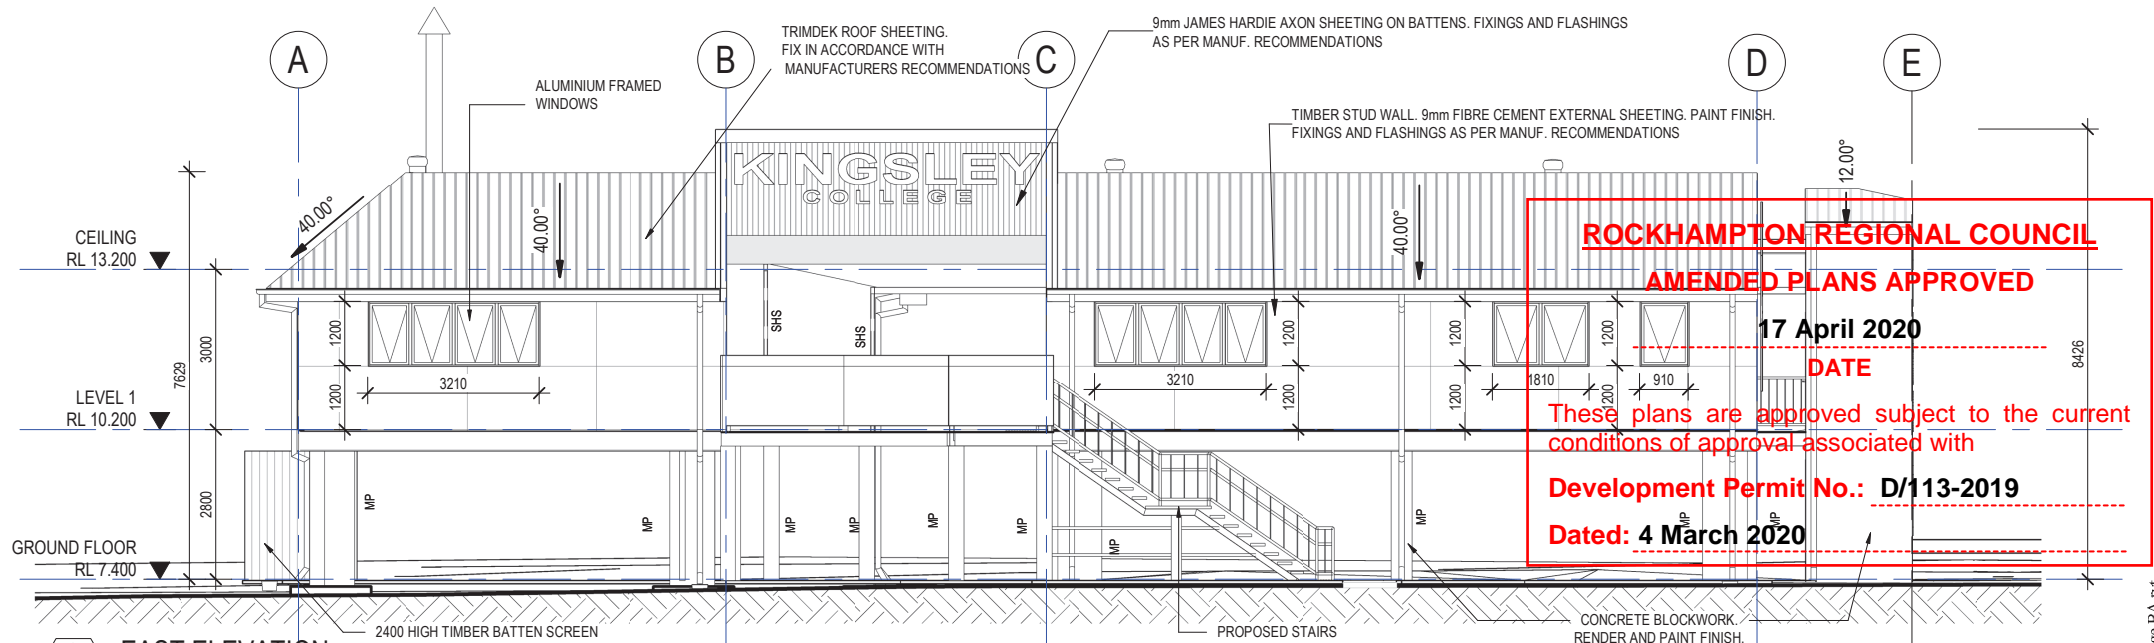 A
B
C
D
E
TRIMDEK ROOF SHEETING.
FIX IN ACCORDANCE WITH
MANUFACTURERS RECOMMENDATIONS
9mm JAMES HARDIE AXON SHEETING ON BATTENS. FIXINGS AND FLASHINGS
AS PER MANUF. RECOMMENDATIONS
ALUMINIUM FRAMED
WINDOWS
TIMBER STUD WALL. 9mm FIBRE CEMENT EXTERNAL SHEETING. PAINT FINISH.
FIXINGS AND FLASHINGS AS PER MANUF. RECOMMENDATIONS
KINGSLEY
COLLEGE
40.00°
40.00°
40.00°
12.00°
CEILING
RL 13.200
LEVEL 1
RL 10.200
GROUND FLOOR
RL 7.400
7629
3000
2800
1200
1200
3210
SHS
SHS
3210
1200
1200
1200
1200
1810
1200
1200
910
8426
MP
MP
MP
MP
MP
MP
MP
MP
MP
MP
ROCKHAMPTON REGIONAL COUNCIL
AMENDED PLANS APPROVED
17 April 2020
DATE
These plans are approved subject to the current
conditions of approval associated with
Development Permit No.: D/113-2019
Dated: 4 March 2020
2400 HIGH TIMBER BATTEN SCREEN
PROPOSED STAIRS
CONCRETE BLOCKWORK.
RENDER AND PAINT FINISH.
EAST ELEVATION